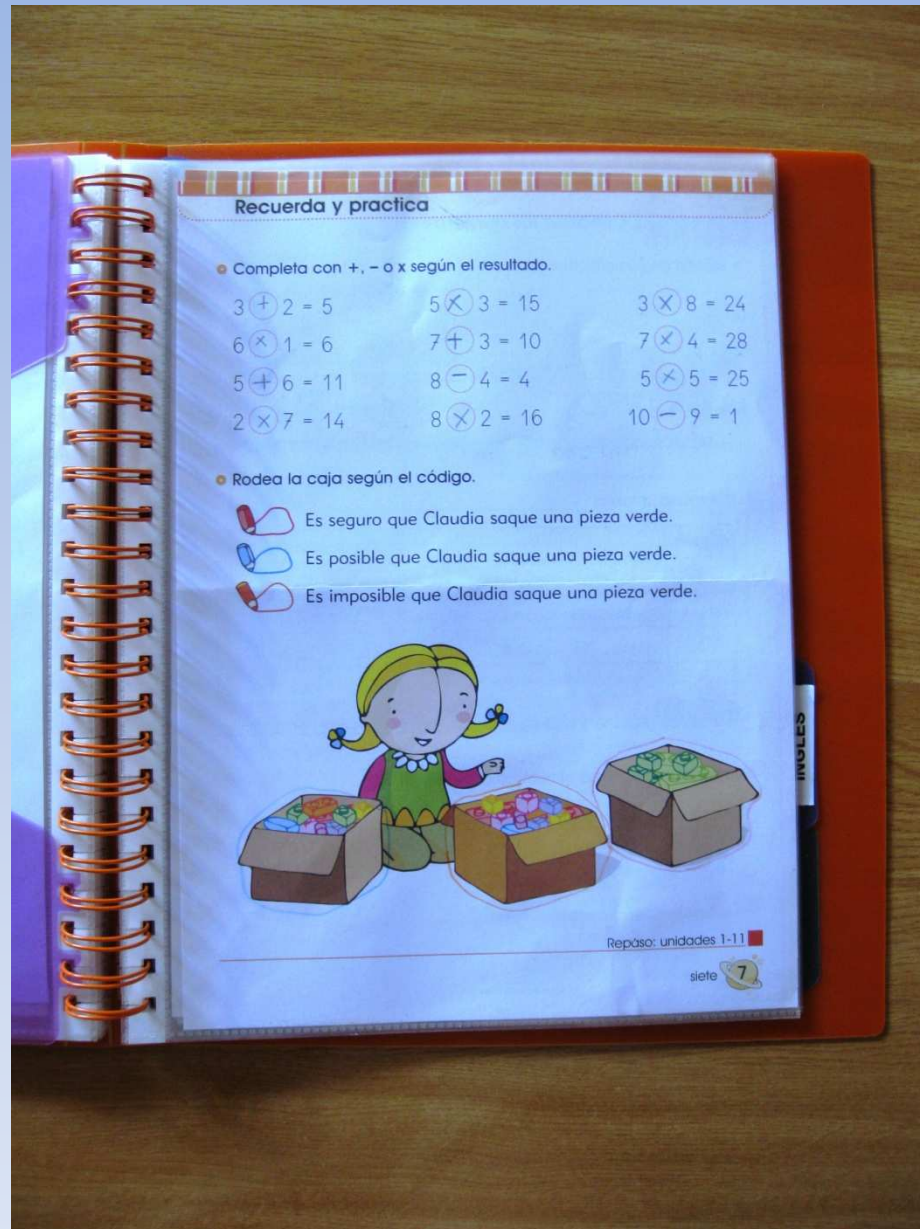 Recuerda y practica
Completa con +, – o x según el resultado.
3 + 2 = 5
5 × 3 = 15
3 × 8 = 24
6 × 1 = 6
7 + 3 = 10
7 × 4 = 28
5 + 6 = 11
8 − 4 = 4
5 × 5 = 25
2 × 7 = 14
8 × 2 = 16
10 − 9 = 1
Rodea la caja según el código.
Es seguro que Claudia saque una pieza verde.
Es posible que Claudia saque una pieza verde.
Es imposible que Claudia saque una pieza verde.
INGLES
Repaso: unidades 1-11
siete 7